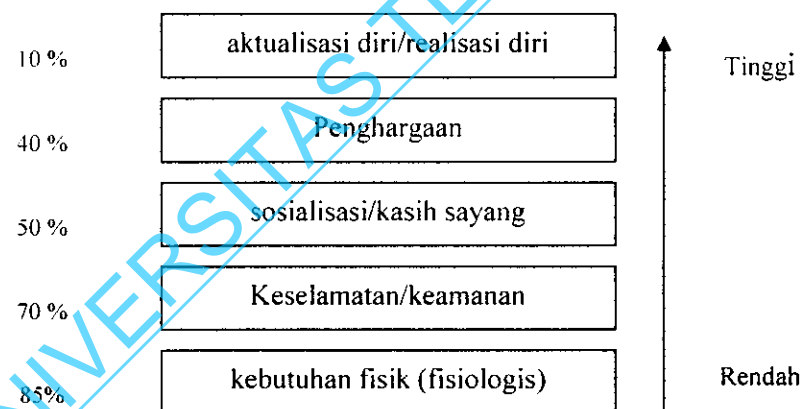 10 % aktualisasi diri/realisasi diri Tinggi
40 % Penghargaan
50 % sosialisasi/kasih sayang
70 % Keselamatan/keamanan
85% kebutuhan fisik (fisiologis) Rendah
UNIVERSITAS TE